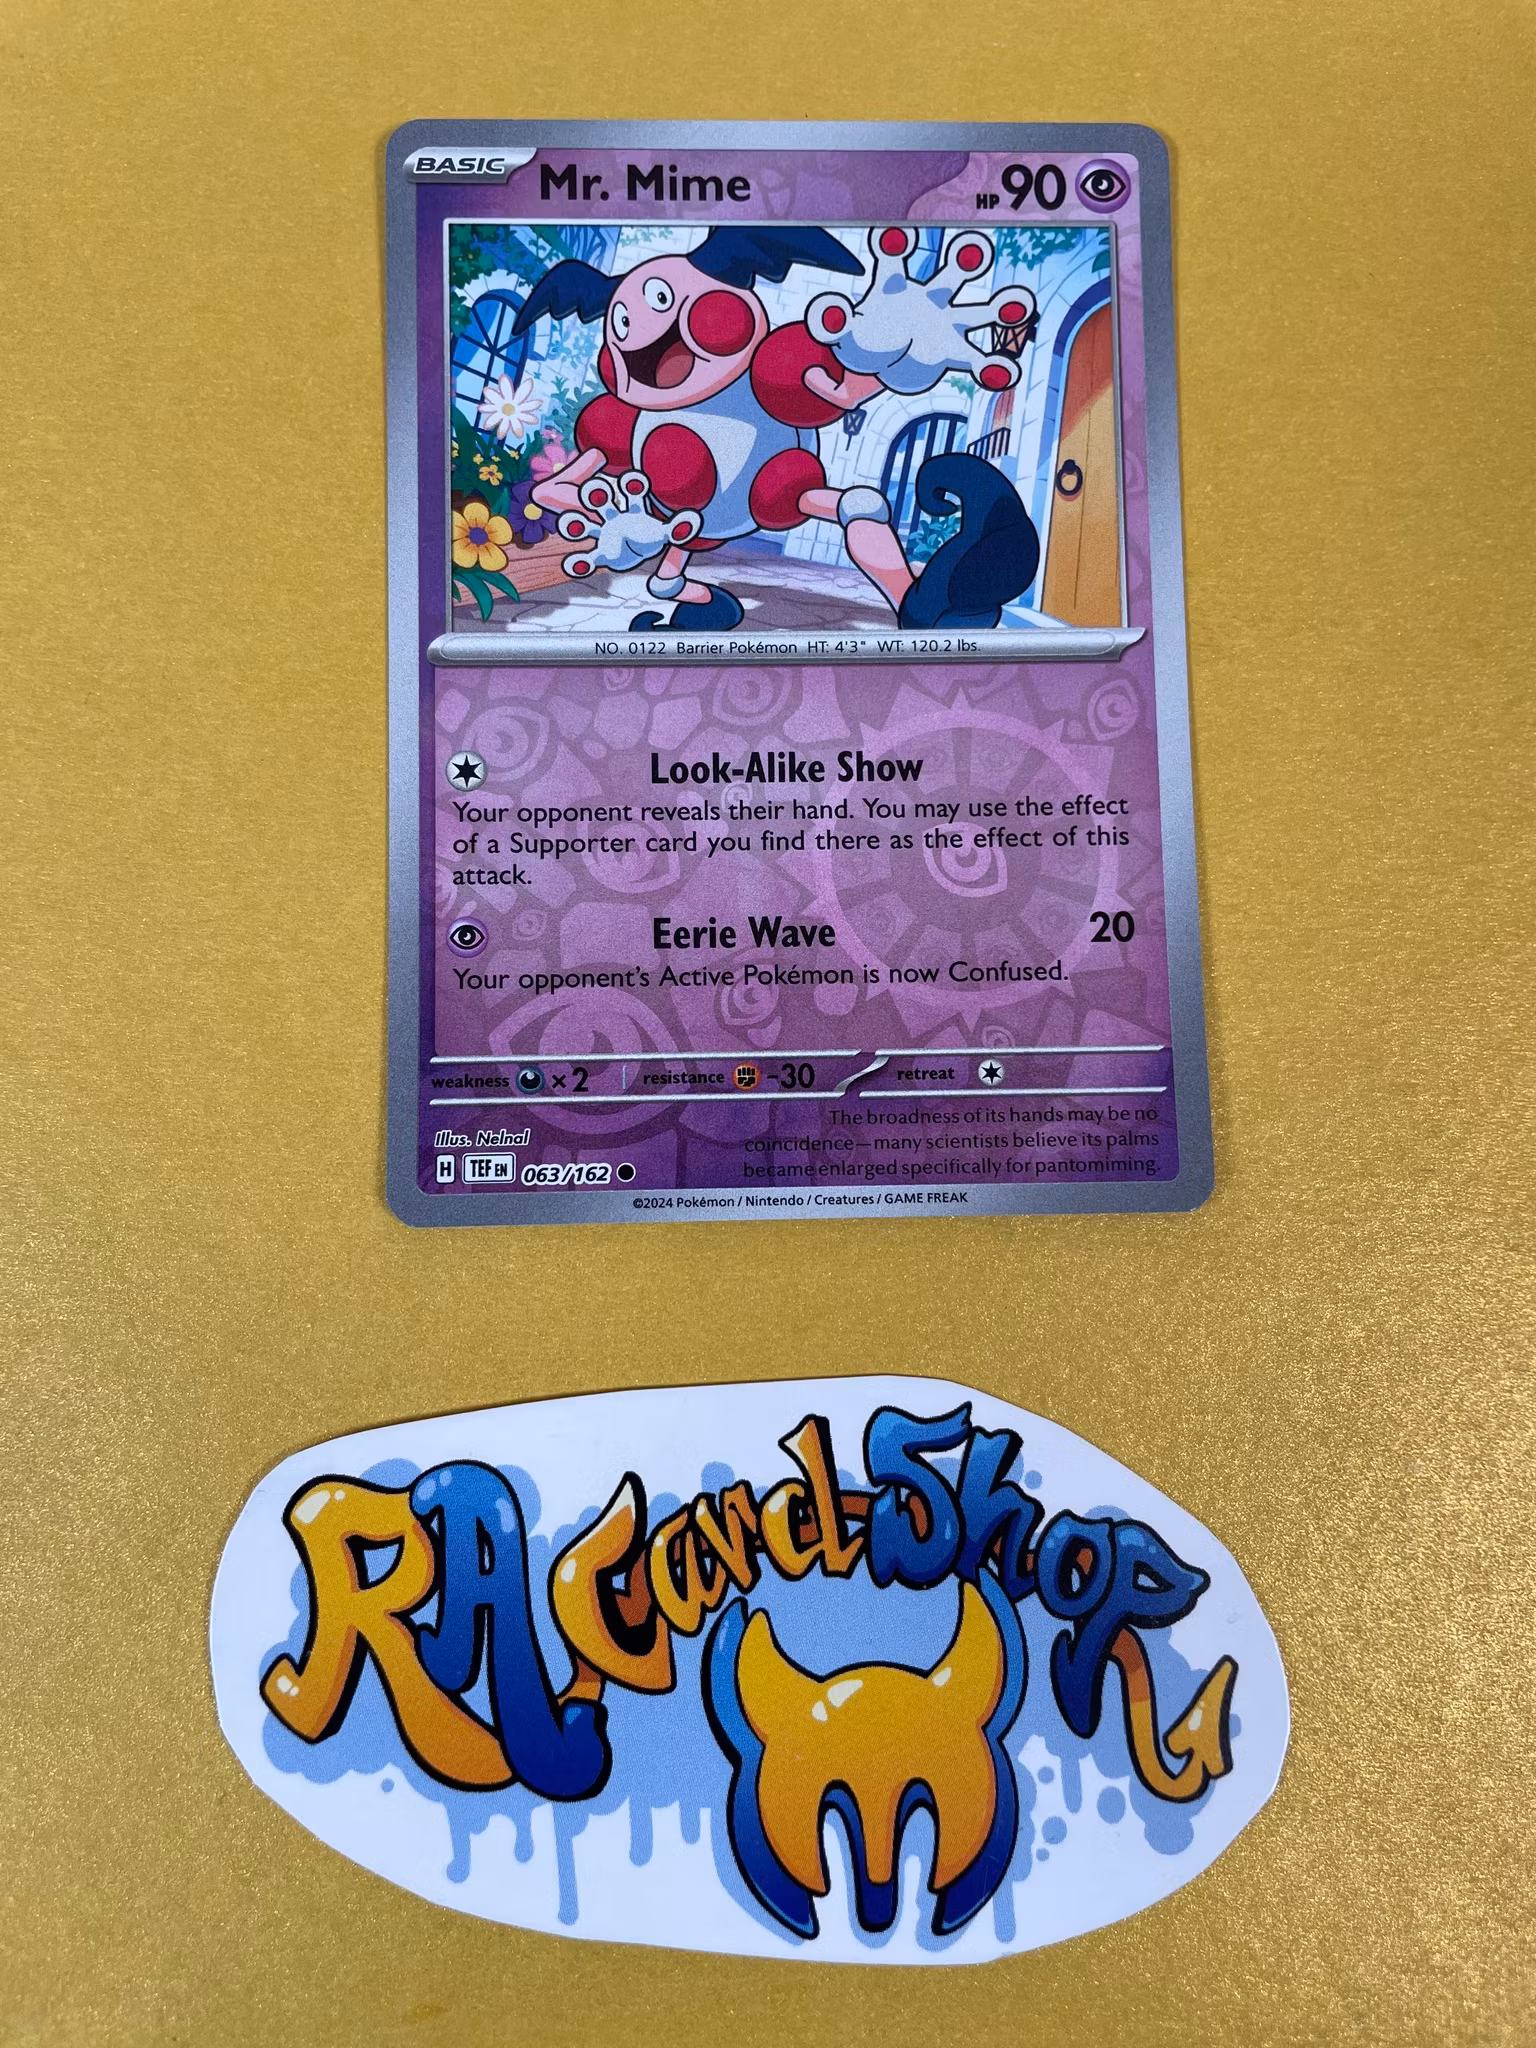 BASIC
Mr. Mime
HP 90
NO. 0122 Barrier Pokémon HT: 4'3" WT: 120.2 lbs.
Look-Alike Show
Your opponent reveals their hand. You may use the effect
of a Supporter card you find there as the effect of this
attack.
Eerie Wave 20
Your opponent's Active Pokémon is now Confused.
weakness ×2 resistance -30 retreat
The broadness of its hands may be no
coincidence—many scientists believe its palms
became enlarged specifically for pantomiming.
Illus. Nelnal
H TEF EN 063/162
©2024 Pokémon / Nintendo / Creatures / GAME FREAK
RA Card Shop